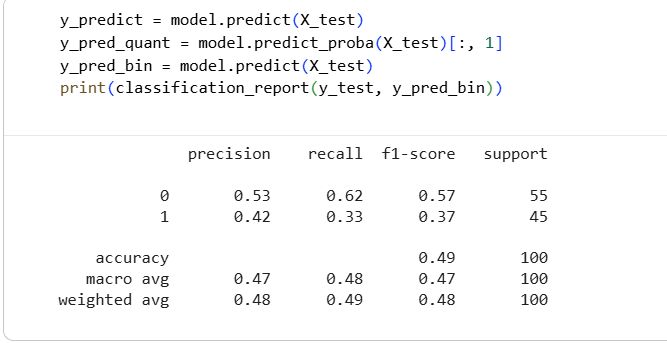 y_predict = model.predict(X_test)
y_pred_quant = model.predict_proba(X_test)[:, 1]
y_pred_bin = model.predict(X_test)
print(classification_report(y_test, y_pred_bin))
precision recall f1-score support
0 0.53 0.62 0.57 55
1 0.42 0.33 0.37 45
accuracy 0.49 100
macro avg 0.47 0.48 0.47 100
weighted avg 0.48 0.49 0.48 100